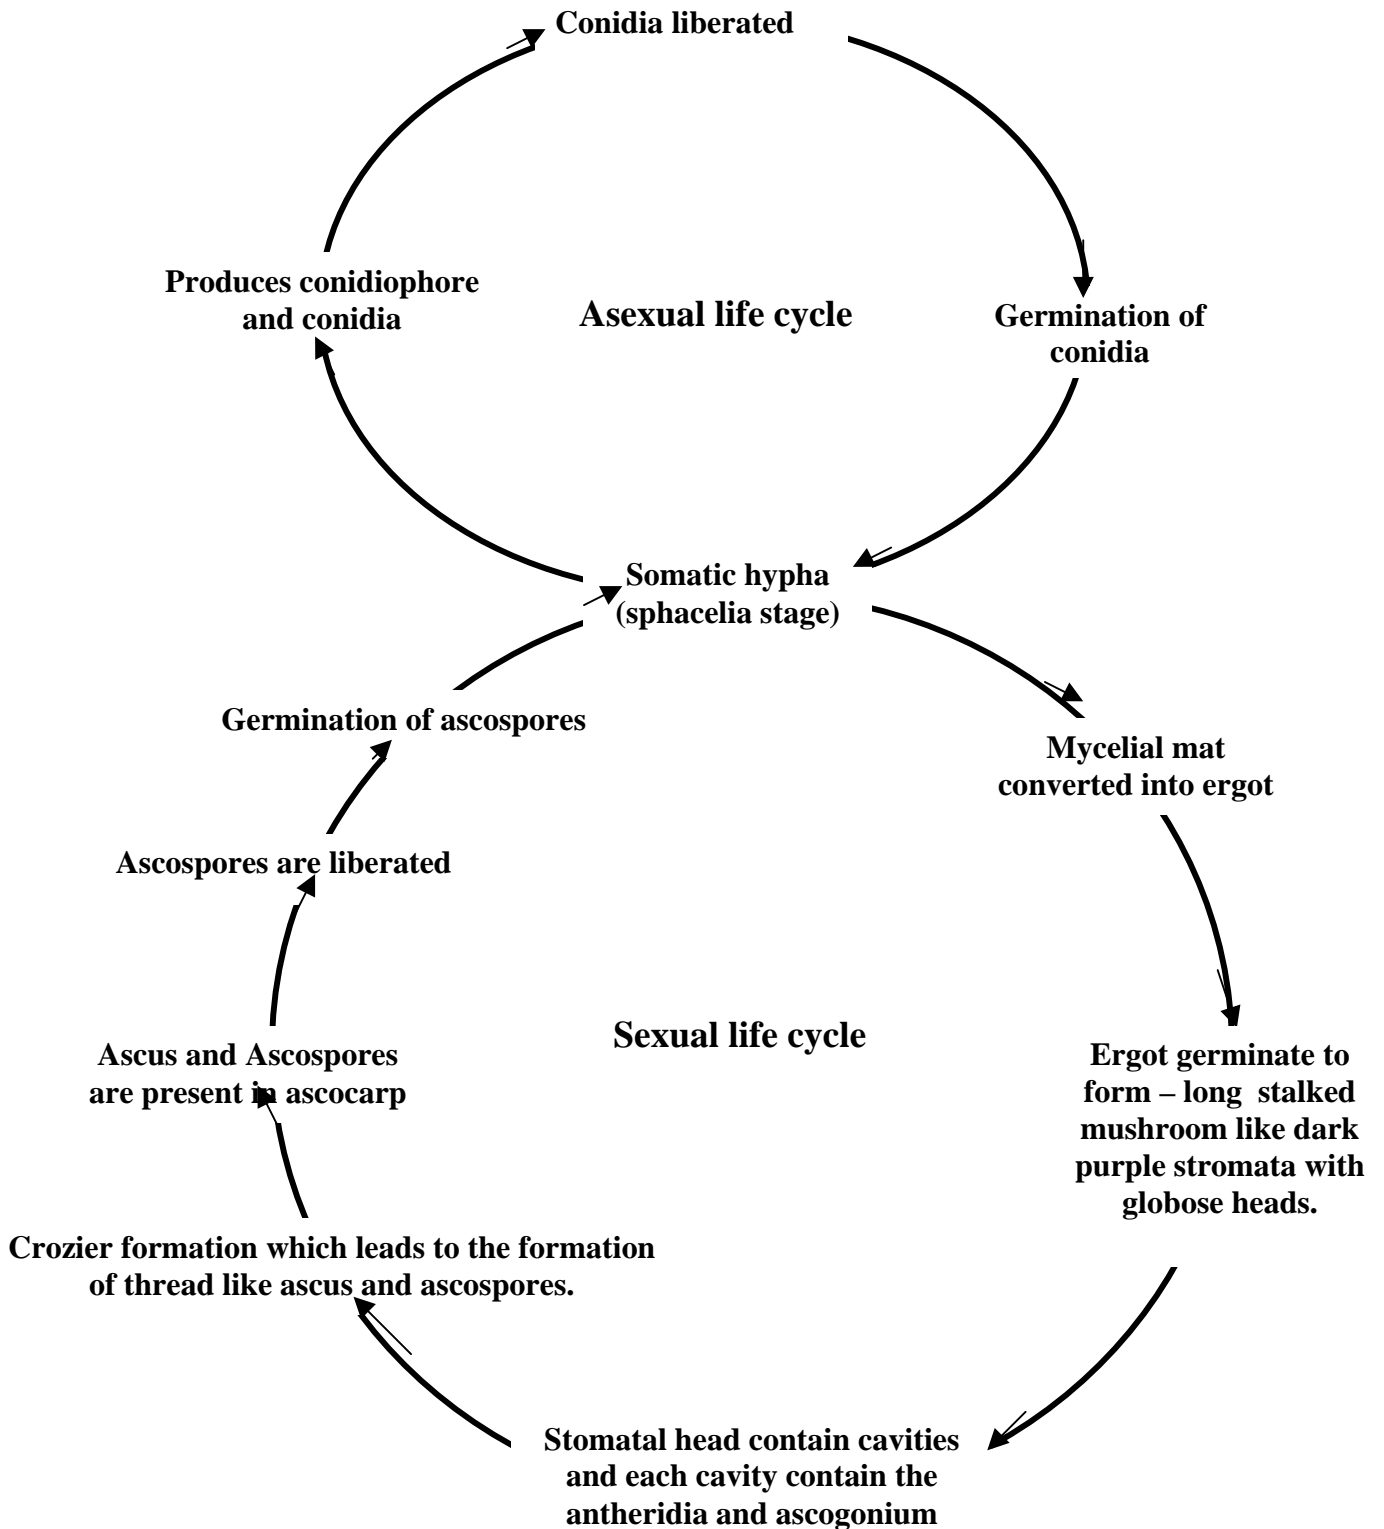 Conidia liberated
Produces conidiophore
and conidia
Asexual life cycle
Germination of
conidia
Somatic hypha
(sphacelia stage)
Germination of ascospores
Mycelial mat
converted into ergot
Ascospores are liberated
Sexual life cycle
Ascus and Ascospores
are present in ascocarp
Ergot germinate to
form – long stalked
mushroom like dark
purple stromata with
globose heads.
Crozier formation which leads to the formation
of thread like ascus and ascospores.
Stomatal head contain cavities
and each cavity contain the
antheridia and ascogonium